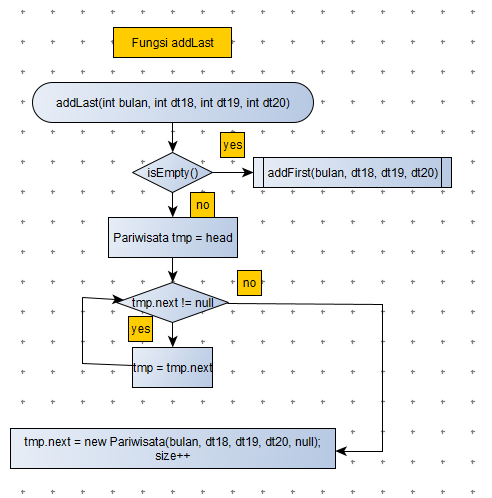 Fungsi addLast
addLast(int bulan, int dt18, int dt19, int dt20)
yes
isEmpty()
addFirst(bulan, dt18, dt19, dt20)
no
Pariwisata tmp = head
no
tmp.next != null
yes
tmp = tmp.next
tmp.next = new Pariwisata(bulan, dt18, dt19, dt20, null);
size++